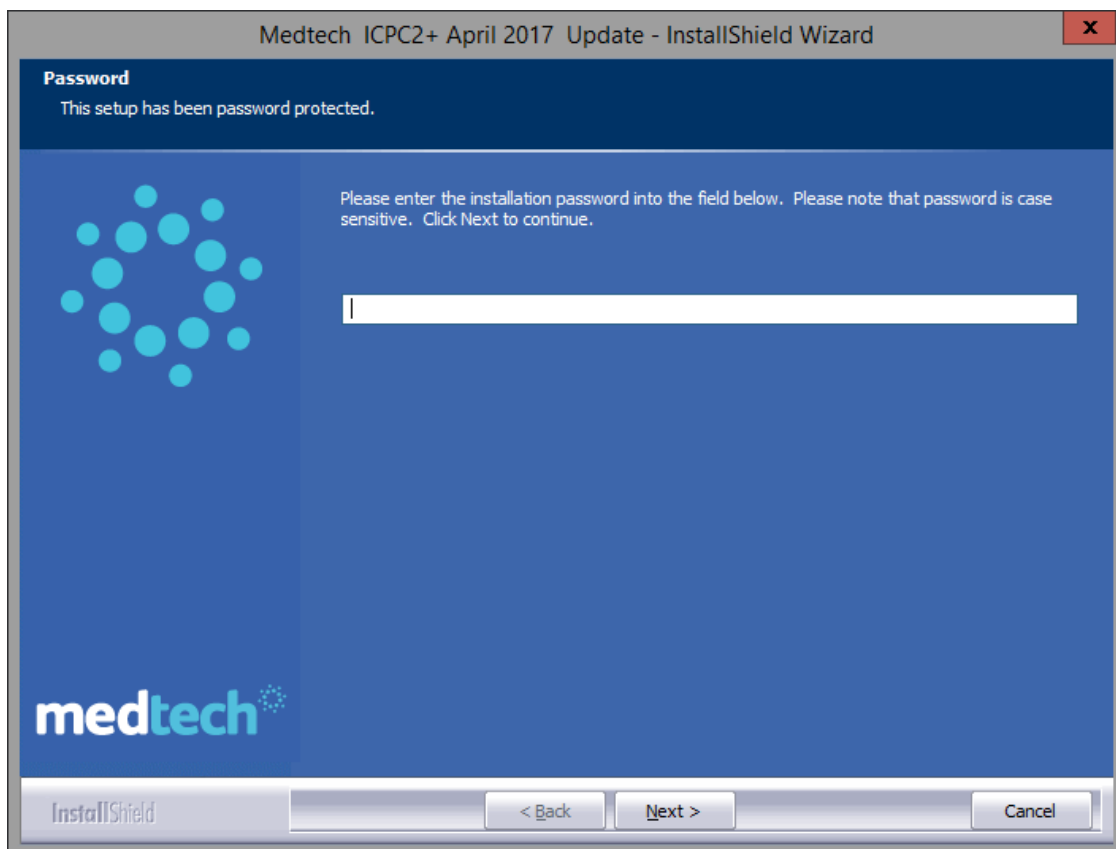 Medtech ICPC2+ April 2017 Update - InstallShield Wizard
x
Password
This setup has been password protected.
Please enter the installation password into the field below. Please note that password is case
sensitive. Click Next to continue.
medtech
InstallShield
< Back
Next >
Cancel